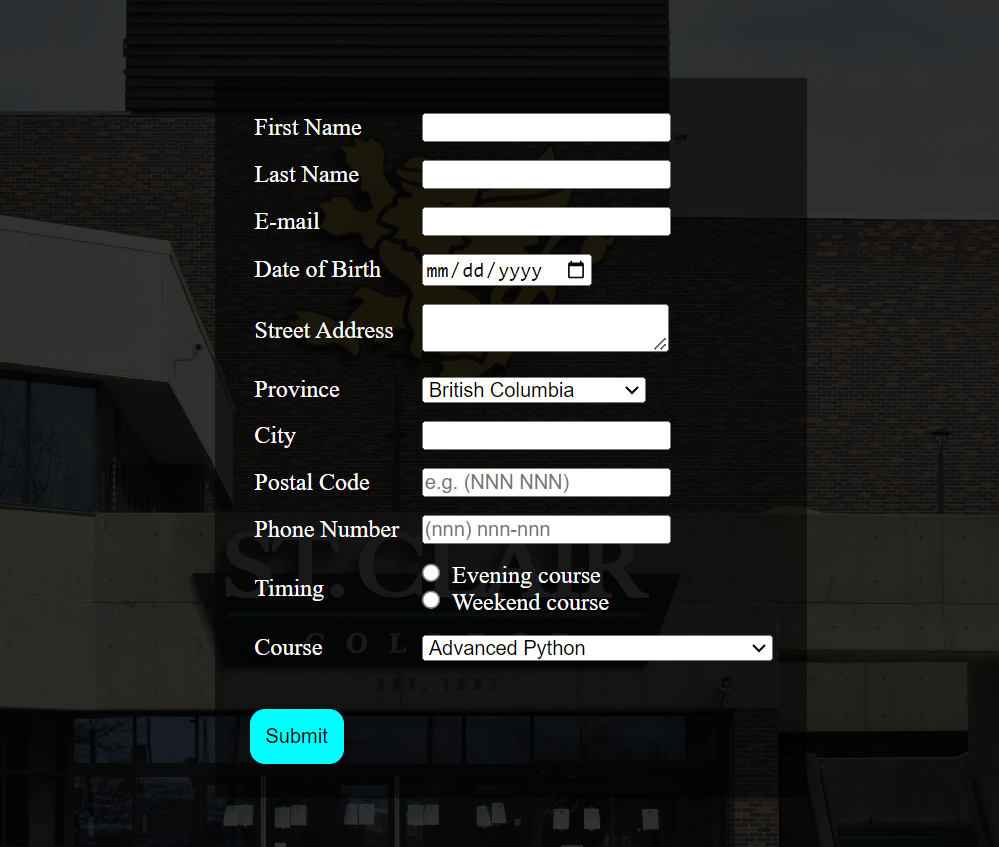 First Name
Last Name
E-mail
Date of Birth mm/dd/yyyy
Street Address
Province British Columbia
City
Postal Code e.g. (NNN NNN)
Phone Number (nnn) nnn-nnn
ST. CLAIR
Timing Evening course
Weekend course
COLLEGE
Course Advanced Python
EST. 1967
Submit